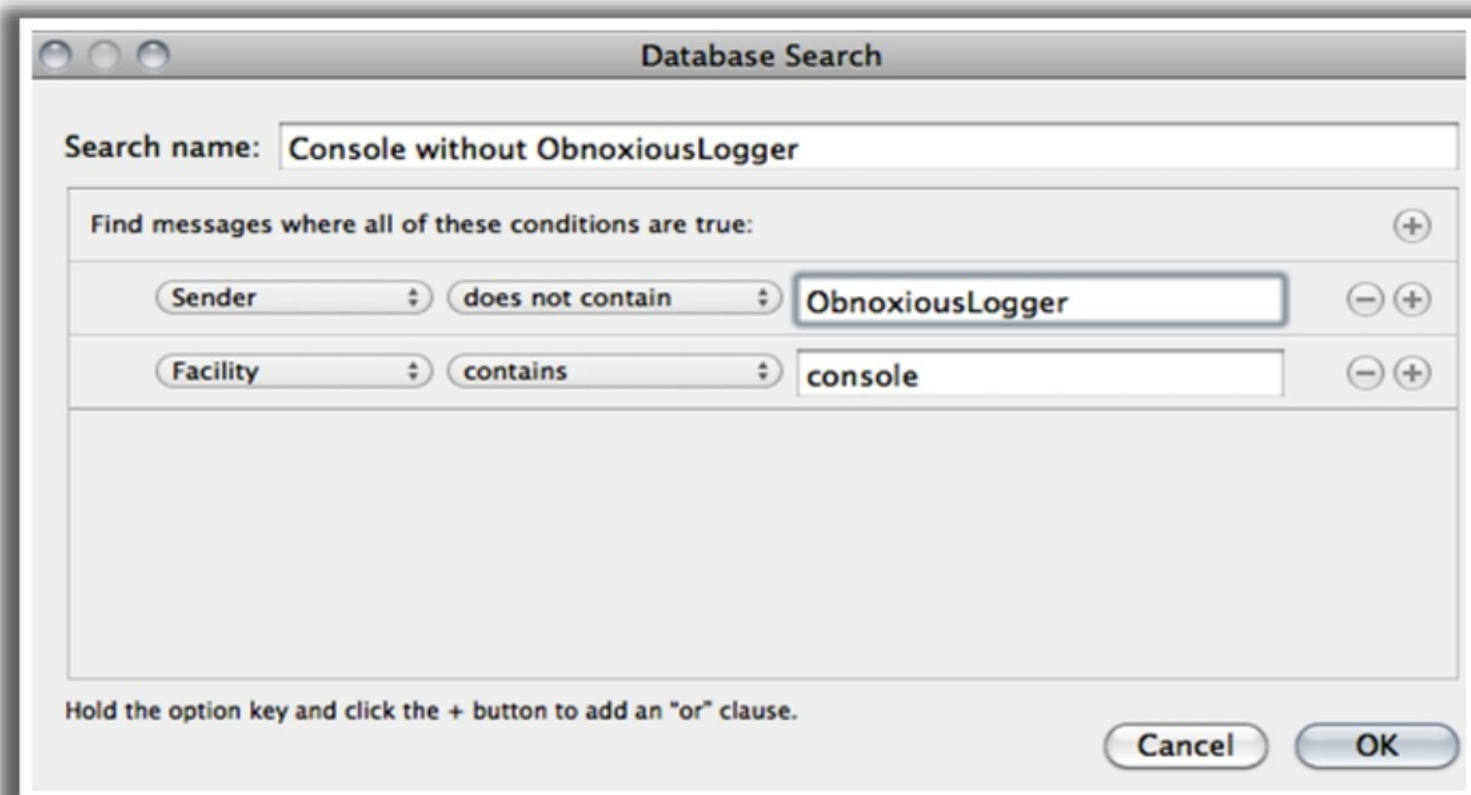 Database Search
Search name: Console without ObnoxiousLogger
Find messages where all of these conditions are true:
Sender does not contain ObnoxiousLogger
Facility contains console
Hold the option key and click the + button to add an “or” clause.
Cancel OK